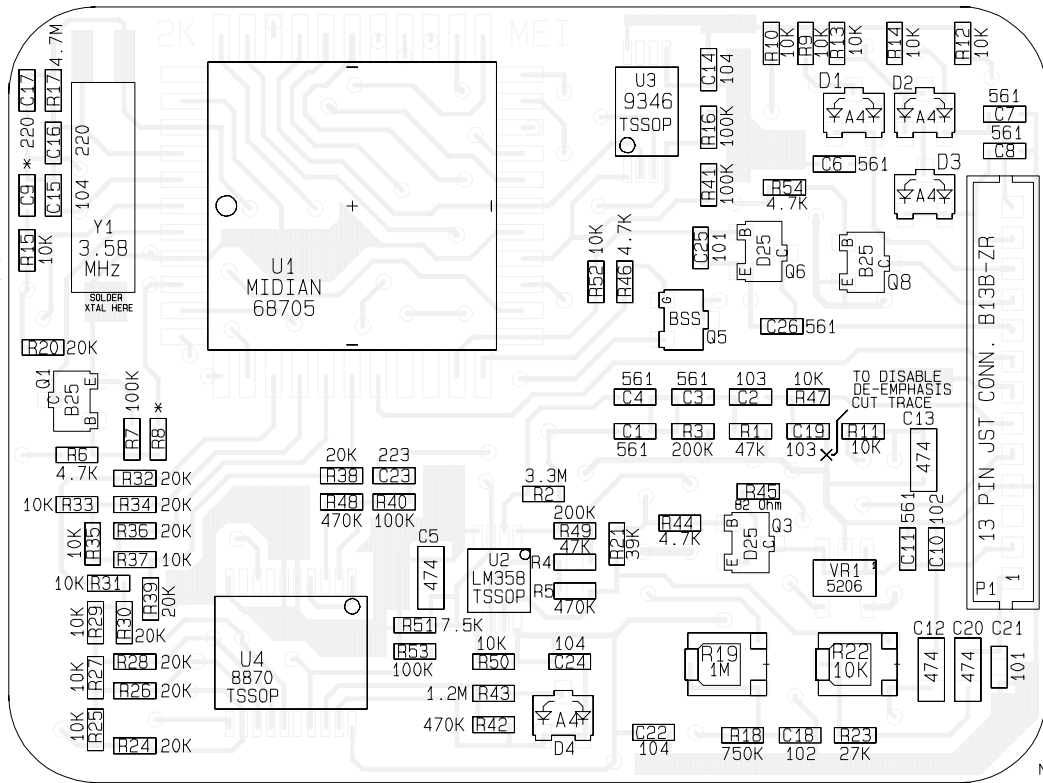 2K
MEI
C17
R17
4.7M
* 220
C16
220
C9
C15
104
R15
10K
Y1
3.58
MHz
SOLDER
XTAL HERE
U1
MIDIAN
68705
U3
9346
TSSOP
C14
104
R16
100K
R41
100K
R10
10K
R9
10K
R13
10K
R14
10K
R12
10K
D1
A4
D2
A4
D3
A4
561
C7
561
C8
C6
561
R54
4.7K
C25
101
B
E
C
D25
Q6
B
E
C
B25
Q8
R52
10K
R46
4.7K
G
BSS
Q5
C26
561
13 PIN JST CONN. B13B-ZR
P1
1
R20
20K
Q1
C
E
B
B25
R7
100K
R8
*
R6
4.7K
R32
20K
10K
R33
R34
20K
R35
10K
R36
20K
R37
10K
10K
R31
R39
20K
R29
10K
R30
20K
R28
20K
R27
10K
R26
20K
R25
10K
R24
20K
20K
R38
223
C23
R48
470K
R40
100K
C5
474
U4
8870
TSSOP
R51
7.5K
R53
100K
3.3M
R2
200K
R49
47K
R4
R5
470K
R21
39K
U2
LM358
TSSOP
10K
R50
104
C24
1.2M
R43
470K
R42
A4
D4
561
C4
561
C3
103
C2
10K
R47
C1
561
R3
200K
R1
47k
C19
103
R11
10K
TO DISABLE
DE-EMPHASIS
CUT TRACE
C13
474
R45
82 Ohm
R44
4.7K
B
E
C
D25
Q3
561
C11
102
C10
VR1
5206
R19
1M
R22
10K
C12
474
C20
474
C21
101
C22
104
R18
750K
C18
102
R23
27K